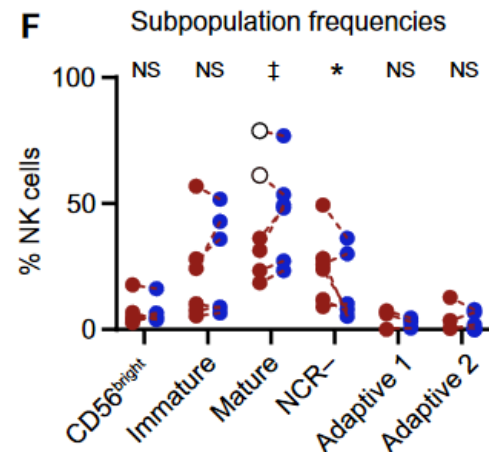 F Subpopulation frequencies
NS NS ‡ * NS NS
100
50
0
% NK cells
CD56bright
Immature
Mature
NCR–
Adaptive 1
Adaptive 2